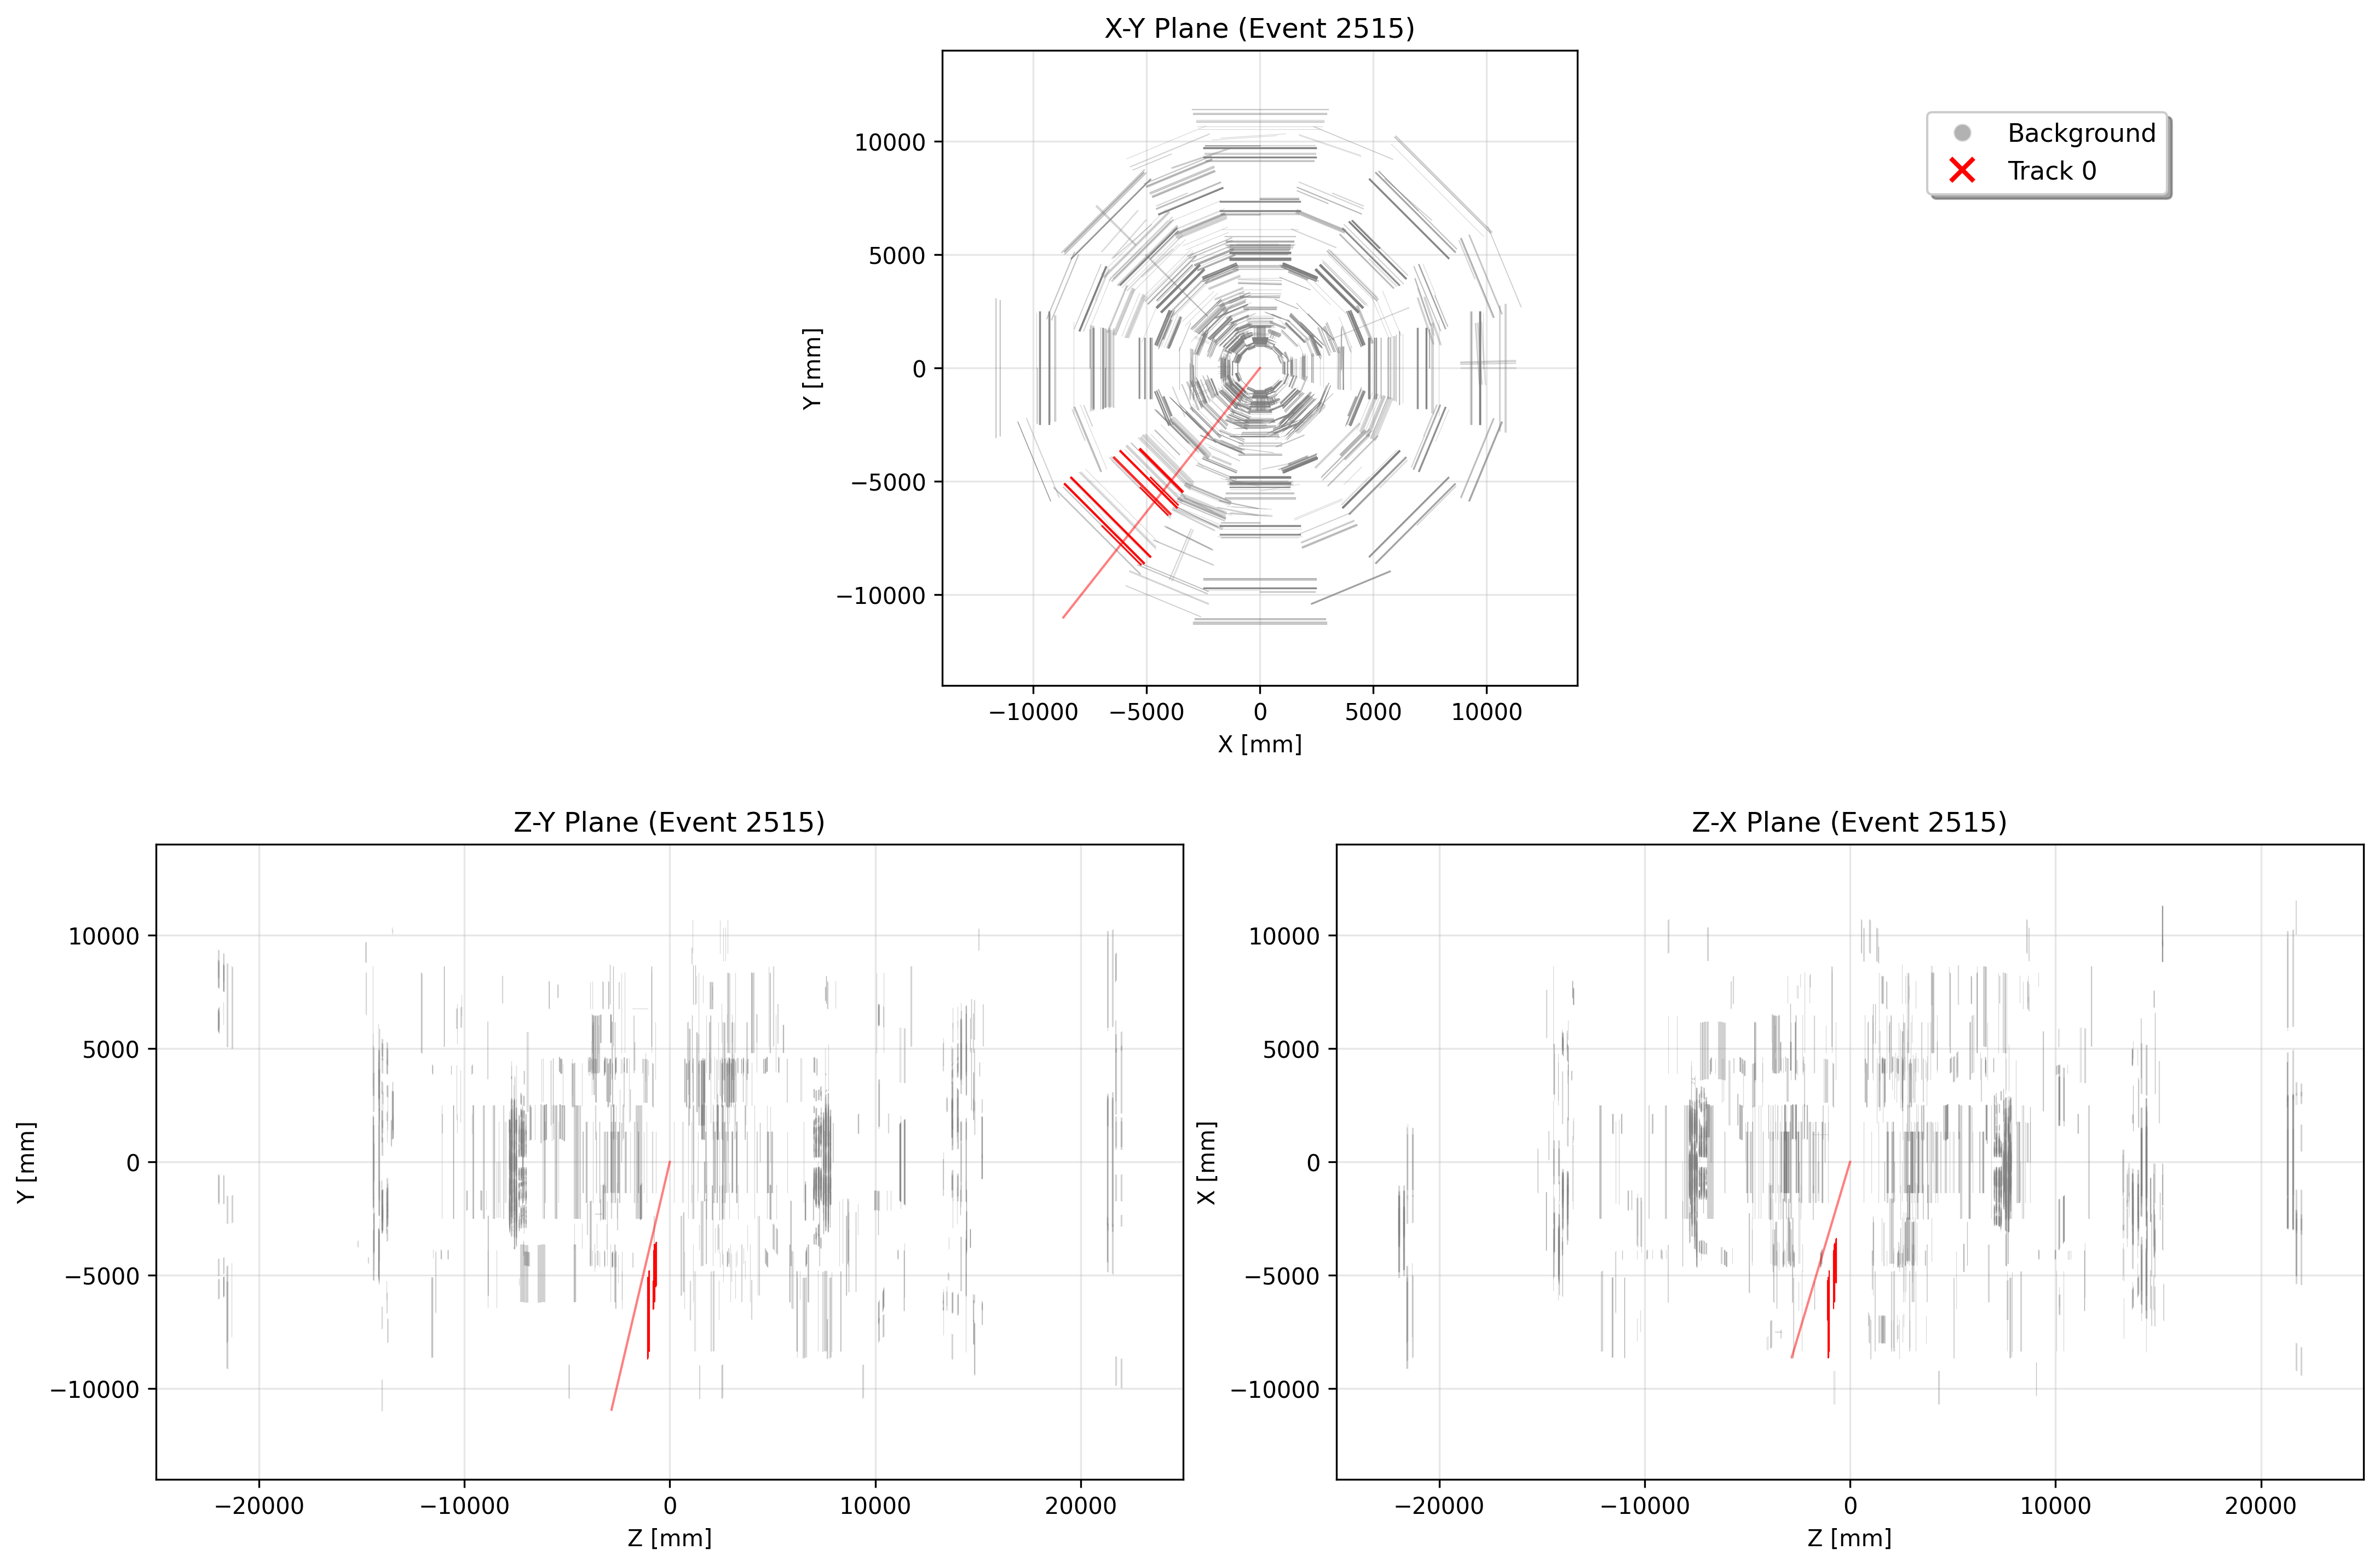 X-Y Plane (Event 2515)
Background
Track 0
10000
5000
0
−5000
−10000
Y [mm]
−10000 −5000 0 5000 10000
X [mm]
Z-Y Plane (Event 2515)
10000
5000
0
−5000
−10000
Y [mm]
−20000 −10000 0 10000 20000
Z [mm]
Z-X Plane (Event 2515)
10000
5000
0
−5000
−10000
X [mm]
−20000 −10000 0 10000 20000
Z [mm]